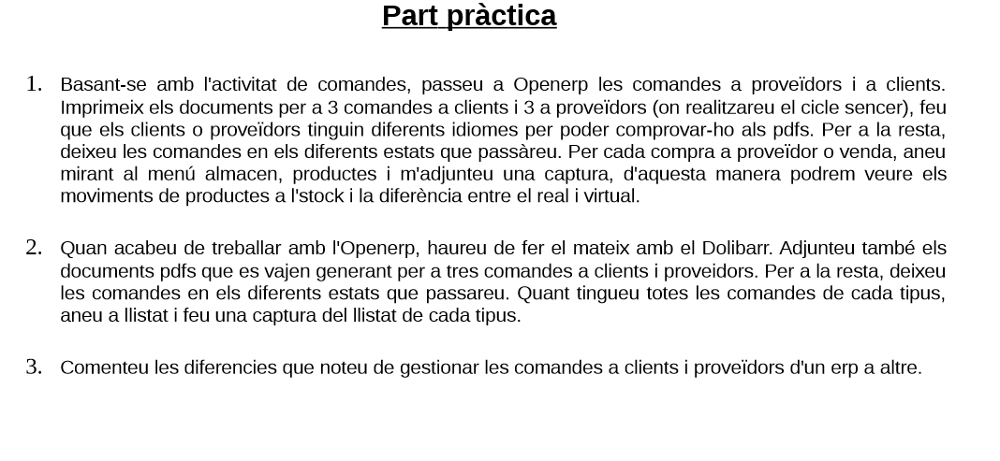 Part pràctica
1. Basant-se amb l'activitat de comandes, passeu a Openerp les comandes a proveïdors i a clients.
Imprimeix els documents per a 3 comandes a clients i 3 a proveïdors (on realitzareu el cicle sencer), feu
que els clients o proveïdors tinguin diferents idiomes per poder comprovar-ho als pdfs. Per a la resta,
deixeu les comandes en els diferents estats que passàreu. Per cada compra a proveïdor o venda, aneu
mirant al menú almacen, productes i m'adjunteu una captura, d'aquesta manera podrem veure els
moviments de productes a l'stock i la diferència entre el real i virtual.
2. Quan acabeu de treballar amb l'Openerp, haureu de fer el mateix amb el Dolibarr. Adjunteu també els
documents pdfs que es vajen generant per a tres comandes a clients i proveidors. Per a la resta, deixeu
les comandes en els diferents estats que passareu. Quant tingueu totes les comandes de cada tipus,
aneu a llistat i feu una captura del llistat de cada tipus.
3. Comenteu les diferencies que noteu de gestionar les comandes a clients i proveïdors d'un erp a altre.